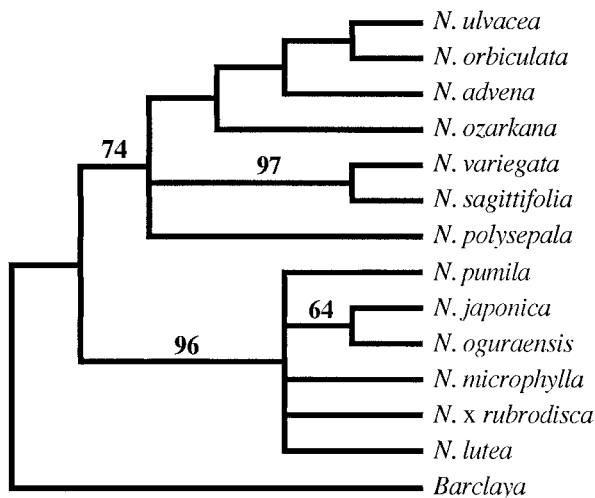 N. ulvacea
N. orbiculata
N. advena
N. ozarkana
74
97
N. variegata
N. sagittifolia
N. polysepala
N. pumila
64
N. japonica
N. oguraensis
96
N. microphylla
N. x rubrodisca
N. lutea
Barclaya